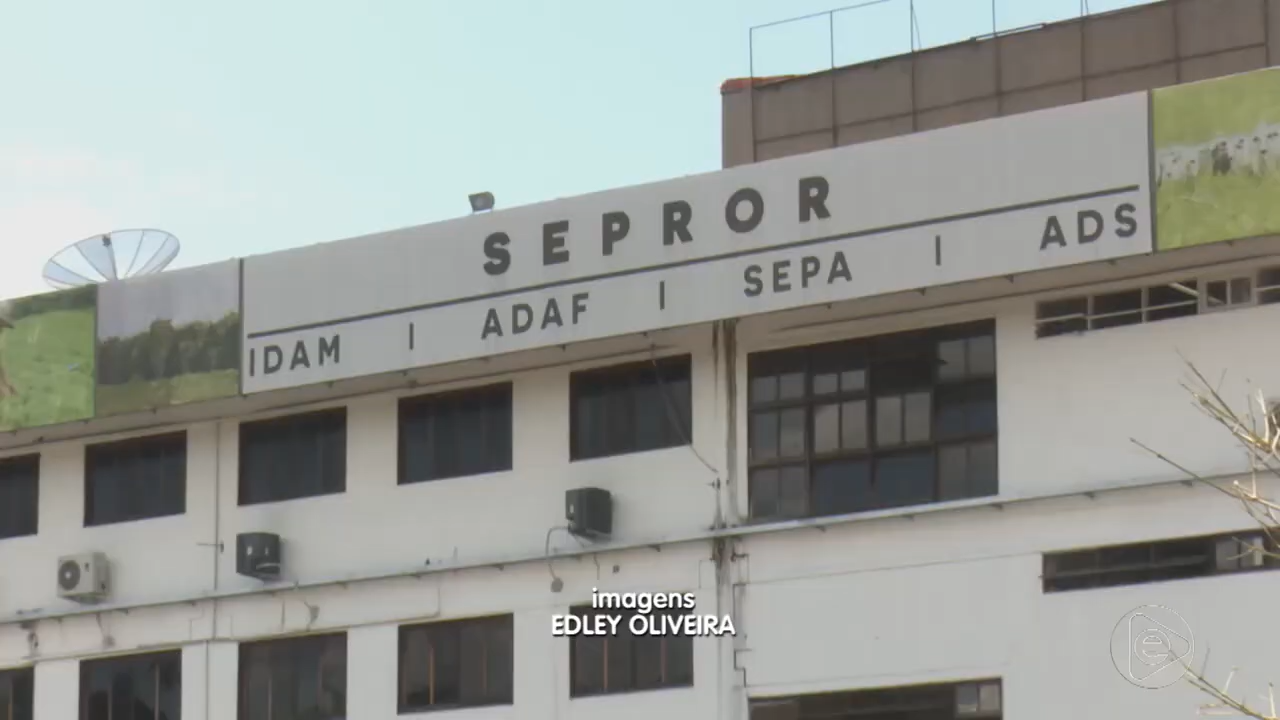 SEPROR
IDAM | ADAF | SEPA | ADS
imagens
EDLEY OLIVEIRA
e